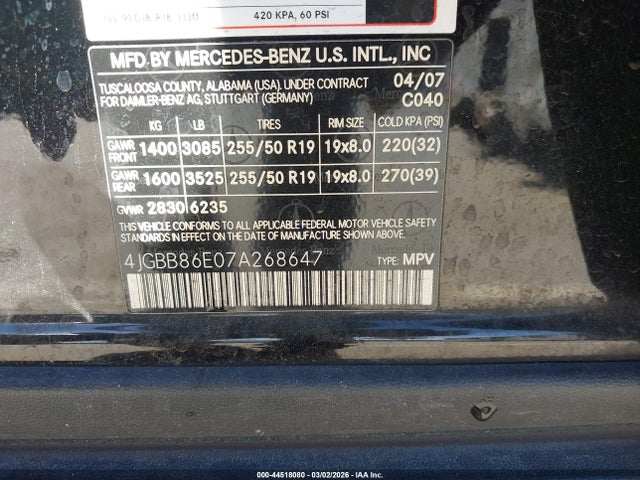 420 KPA, 60 PSI
MFD BY MERCEDES-BENZ U.S. INTL., INC
TUSCALOOSA COUNTY, ALABAMA (USA). UNDER CONTRACT 04/07
FOR DAIMLER-BENZ AG, STUTTGART (GERMANY) C040
KG LB TIRES RIM SIZE COLD KPA (PSI)
GAWR FRONT 1400 3085 255/50 R19 19x8.0 220(32)
GAWR REAR 1600 3525 255/50 R19 19x8.0 270(39)
GVWR 2830 6235
THIS VEHICLE CONFORMS TO ALL APPLICABLE FEDERAL MOTOR VEHICLE SAFETY
STANDARDS IN EFFECT ON THE DATE OF MANUFACTURE SHOWN ABOVE.
4JGBB86E07A268647 TYPE: MPV
000-44518080 - 03/02/2026 - IAA Inc.